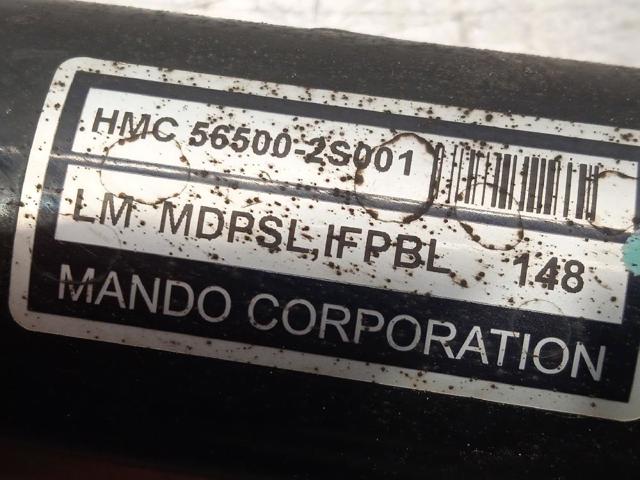 HMC 56500-2S001
LM MDPSL,IFPBL 148
MANDO CORPORATION